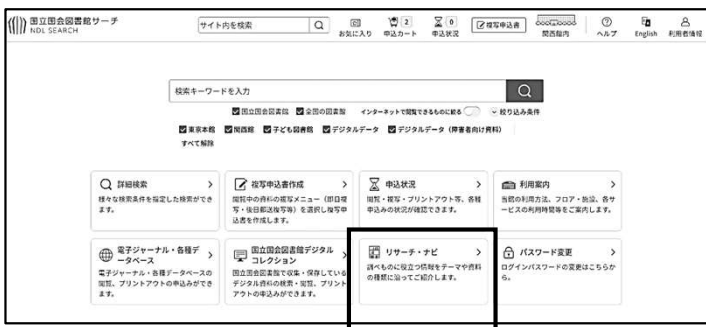 国立国会図書館サーチ
NDL SEARCH
サイト内を検索
お気に入り
2
申込カート
0
申込状況
複写申込書
関西館内
ヘルプ
English
利用者情報
検索キーワードを入力
国立国会図書館 全国の図書館 インターネットで閲覧できるものに絞る 絞り込み条件
東京本館 関西館 子ども図書館 デジタルデータ デジタルデータ(障害者向け資料)
すべて解除
詳細検索
様々な検索条件を指定した検索ができ
ます。
複写申込書作成
閲覧中の資料の複写メニュー(即日複
写・後日郵送複写等)を選択し複写申
込書を作成します。
申込状況
閲覧・複写・プリントアウト等、各種
申込みの状況が確認できます。
利用案内
当館の利用方法、フロア・施設、各サ
ービスの利用時間等をご案内します。
電子ジャーナル・各種デ
ータベース
電子ジャーナル・各種データベースの
閲覧、プリントアウトの申込みができ
ます。
国立国会図書館デジタル
コレクション
国立国会図書館で収集・保存している
デジタル資料の検索・閲覧、プリント
アウトの申込みができます。
リサーチ・ナビ
調べものに役立つ情報をテーマや資料
の種類に沿ってご紹介します。
パスワード変更
ログインパスワードの変更はこちらか
ら。